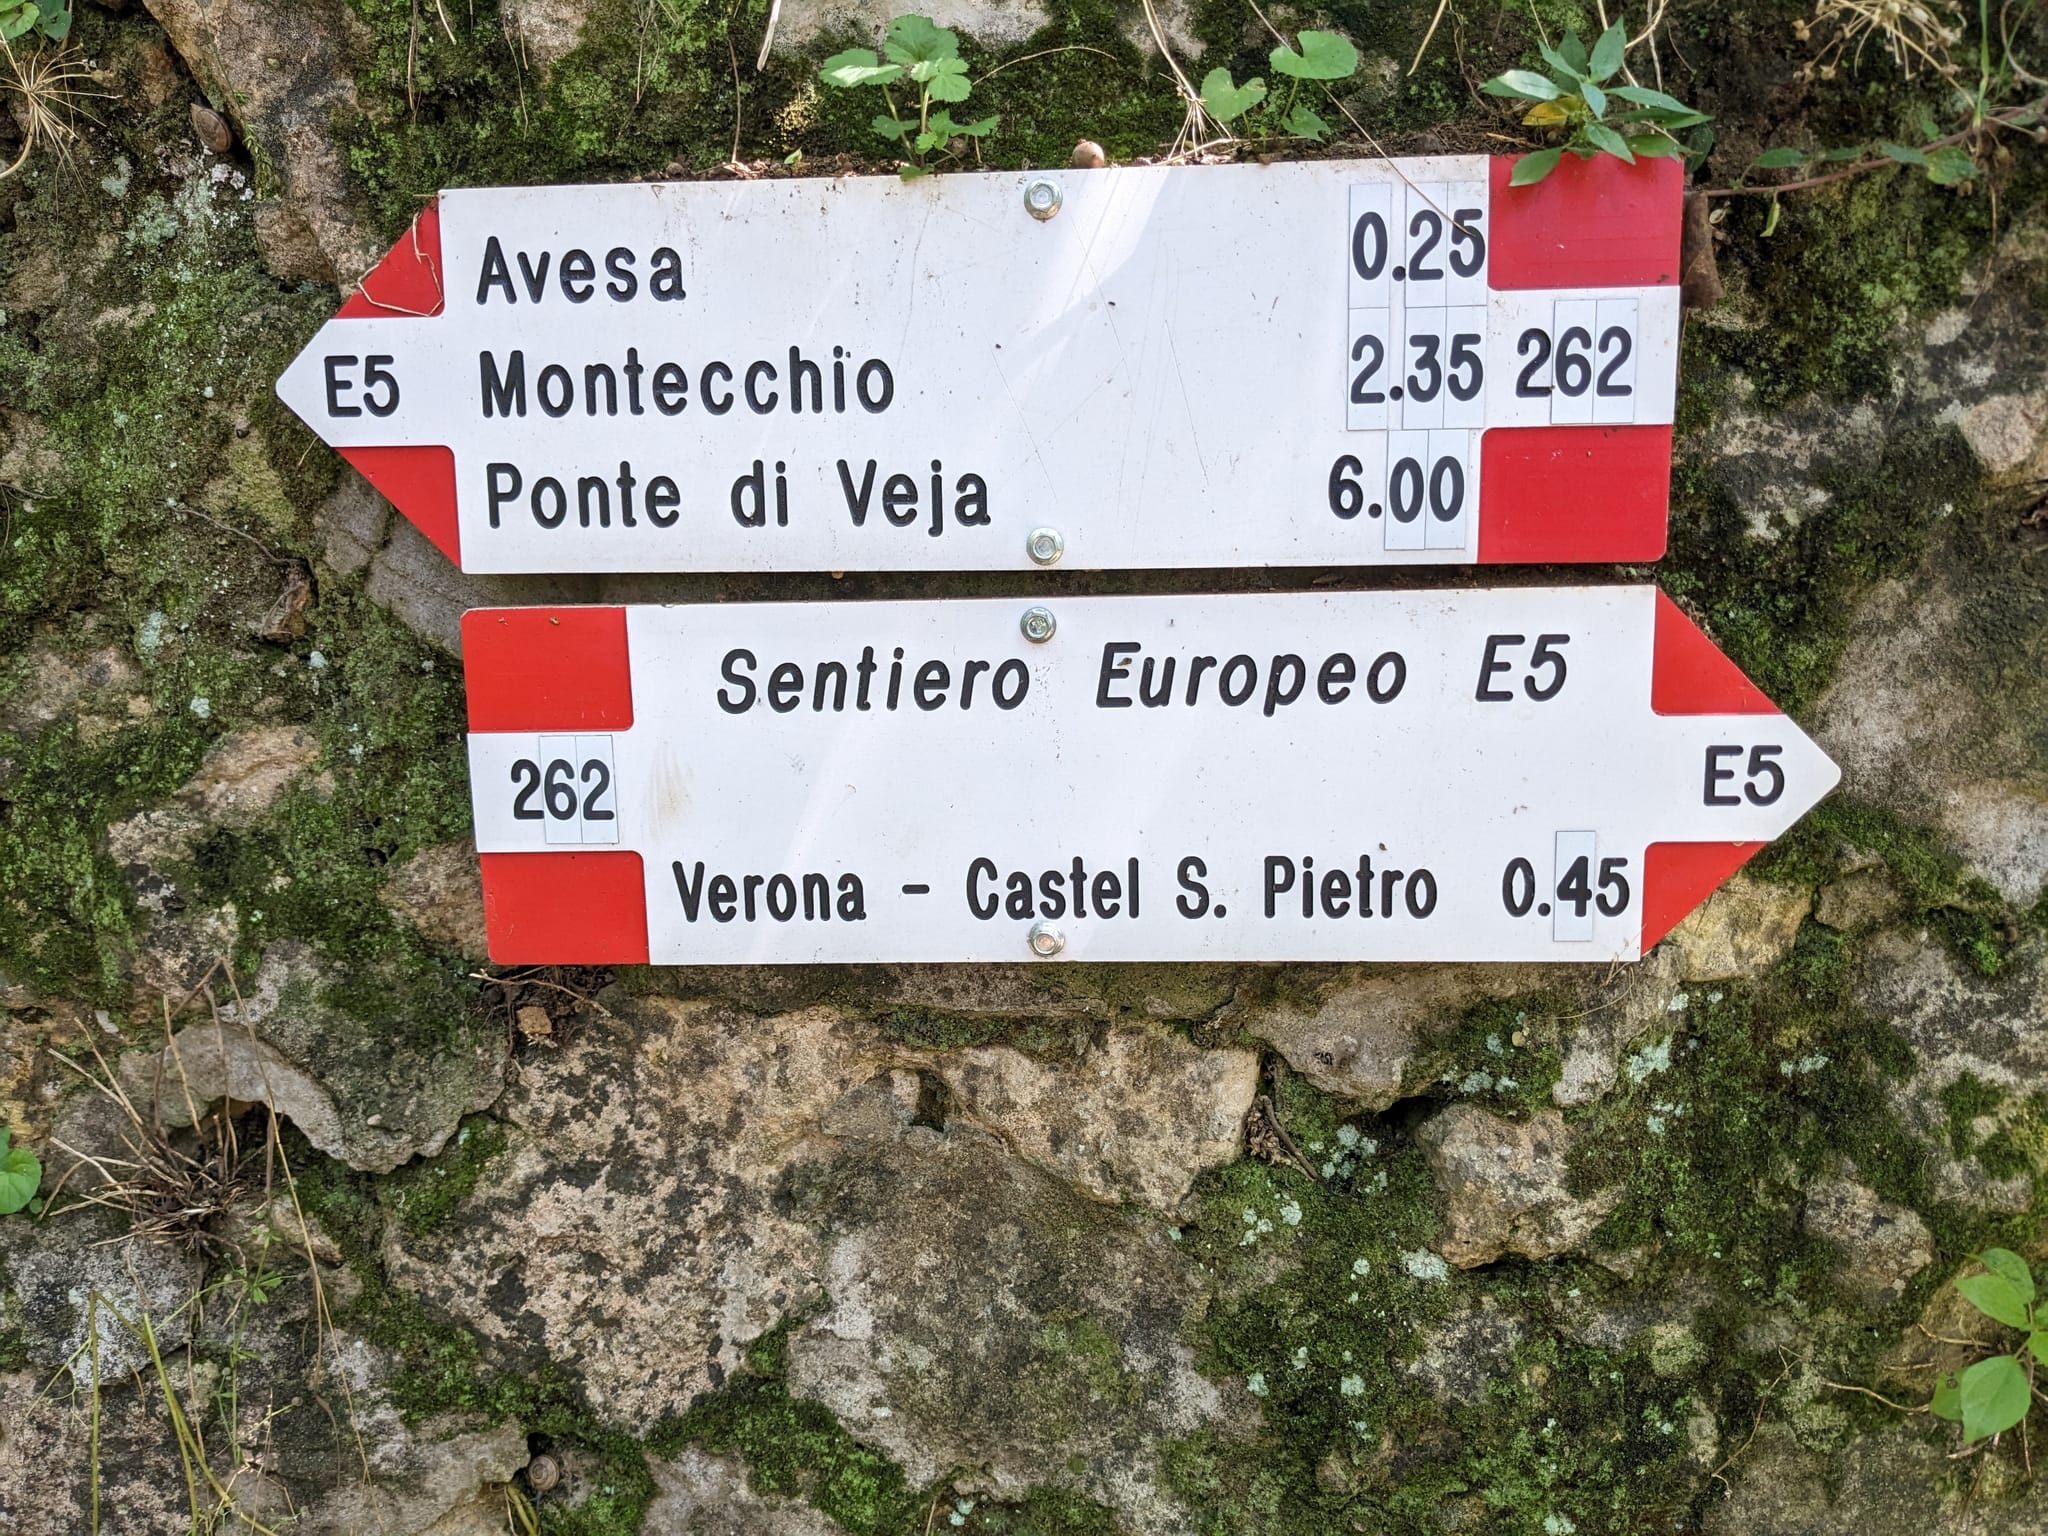 Avesa 0.25
E5 Montecchio 2.35 262
Ponte di Veja 6.00
Sentiero Europeo E5
262 E5
Verona - Castel S. Pietro 0.45